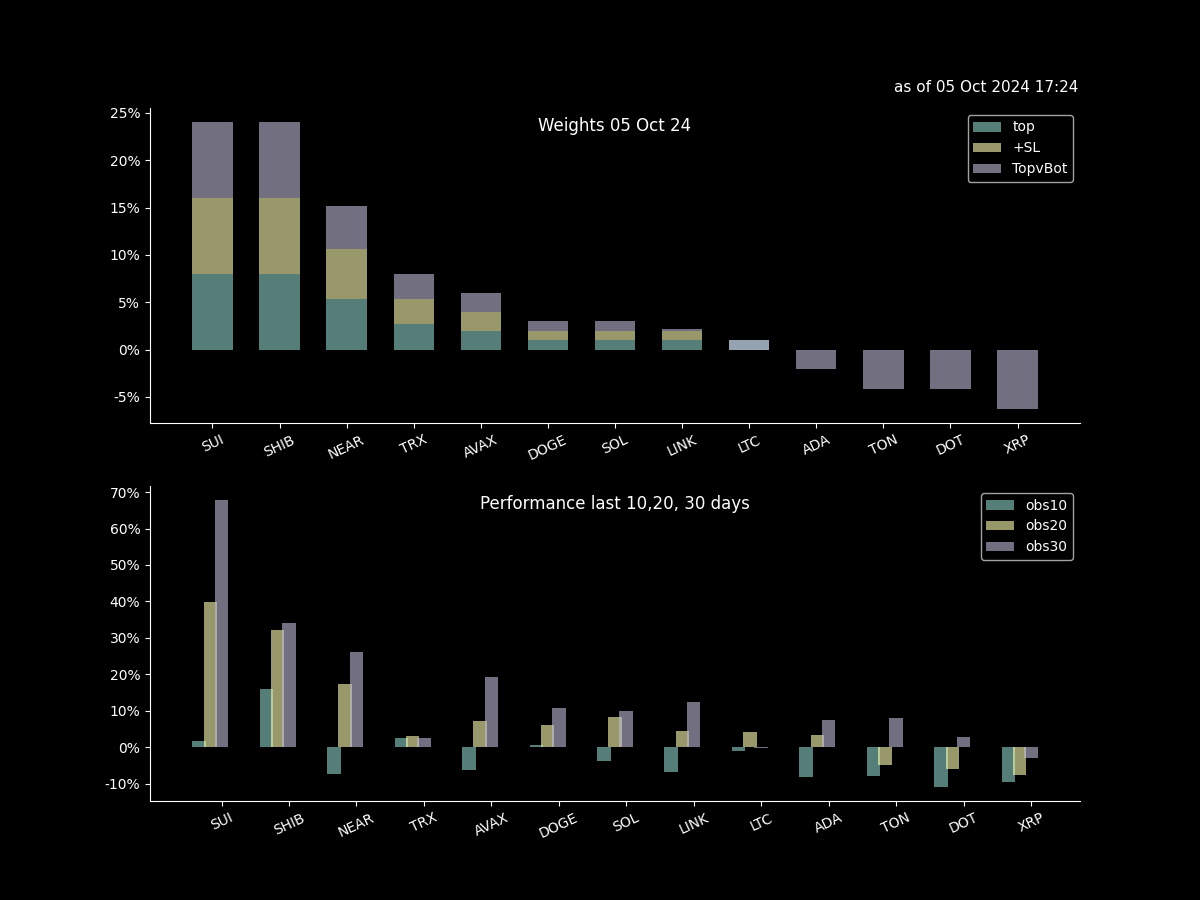 as of 05 Oct 2024 17:24
Weights 05 Oct 24
25%
20%
15%
10%
5%
0%
-5%
top
+SL
TopvBot
SUI SHIB NEAR TRX AVAX DOGE SOL LINK LTC ADA TON DOT XRP
Performance last 10,20, 30 days
70%
60%
50%
40%
30%
20%
10%
0%
-10%
obs10
obs20
obs30
SUI SHIB NEAR TRX AVAX DOGE SOL LINK LTC ADA TON DOT XRP